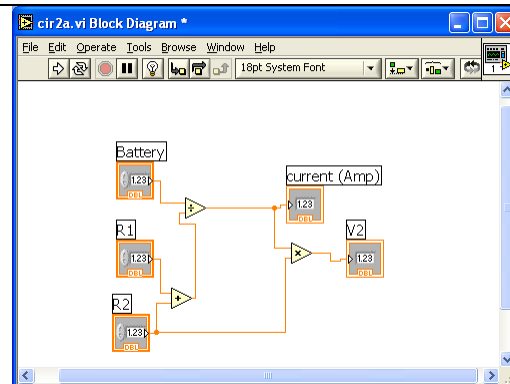 cir2a.vi Block Diagram *
File Edit Operate Tools Browse Window Help
18pt System Font
1
Battery
1.23
DBL
current (Amp)
1.23
DBL
÷
R1
1.23
DBL
V2
1.23
DBL
×
+
R2
1.23
DBL